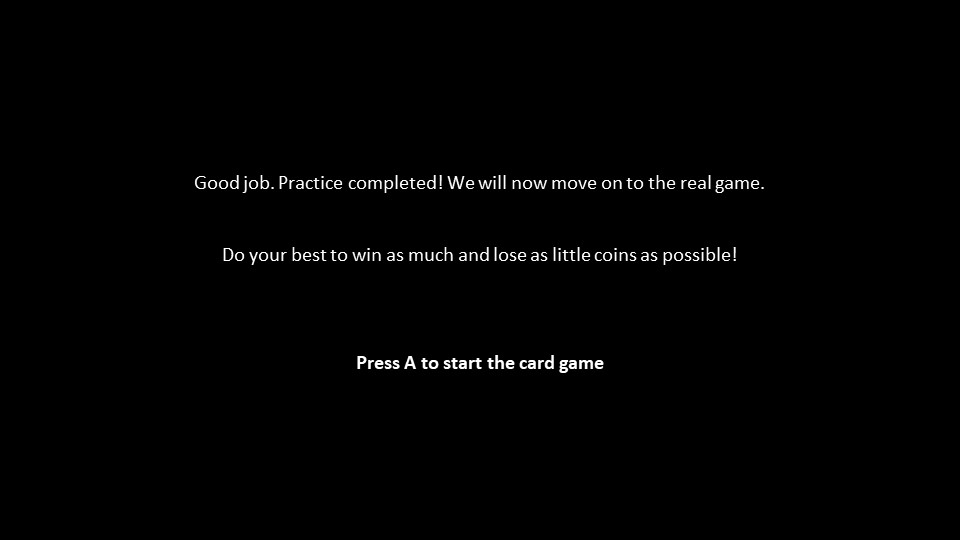 Good job. Practice completed! We will now move on to the real game.
Do your best to win as much and lose as little coins as possible!
Press A to start the card game